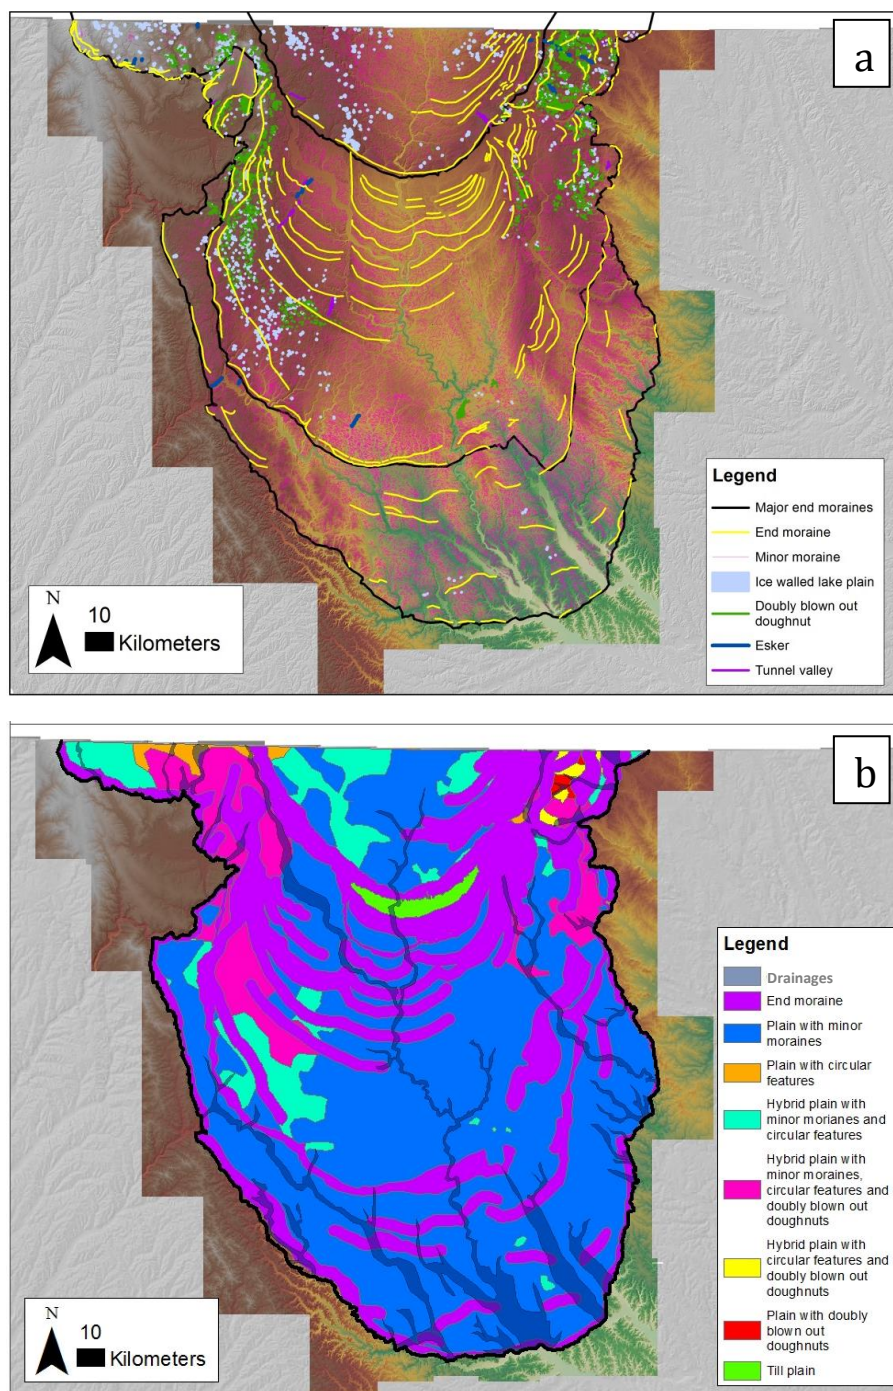 a
Legend
Major end moraines
End moraine
Minor moraine
Ice walled lake plain
Doubly blown out
doughnut
Esker
Tunnel valley
N
10
Kilometers
b
Legend
Drainages
End moraine
Plain with minor
moraines
Plain with circular
features
Hybrid plain with
minor morianes and
circular features
Hybrid plain with
minor moraines,
circular features and
doubly blown out
doughnuts
Hybrid plain with
circular features and
doubly blown out
doughnuts
Plain with doubly
blown out
doughnuts
Till plain
N
10
Kilometers